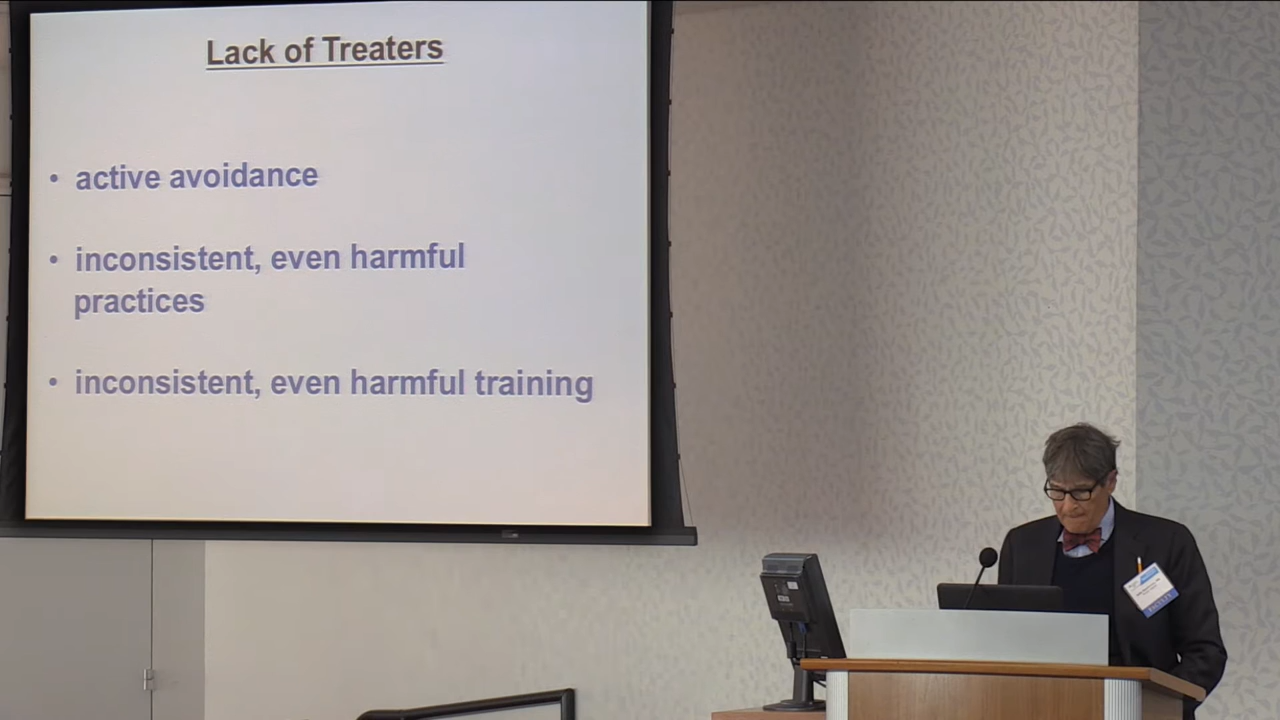 Lack of Treaters
• active avoidance
• inconsistent, even harmful
practices
• inconsistent, even harmful training